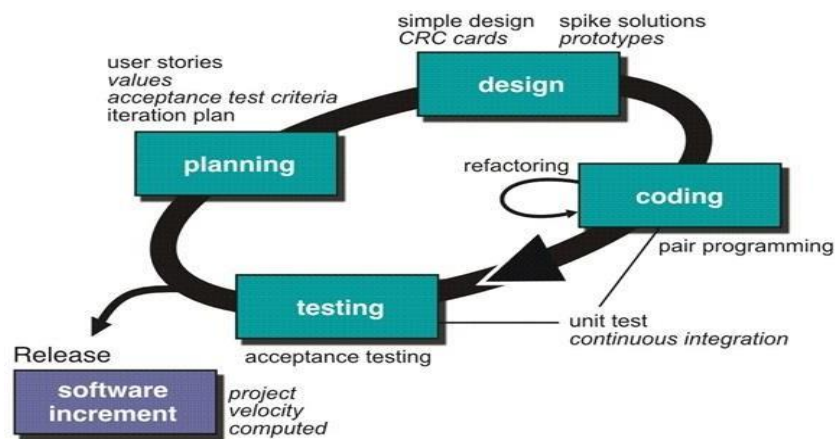 simple design
CRC cards
spike solutions
prototypes
user stories
values
acceptance test criteria
iteration plan
design
planning
refactoring
coding
pair programming
testing
unit test
continuous integration
acceptance testing
Release
software
increment
project
velocity
computed